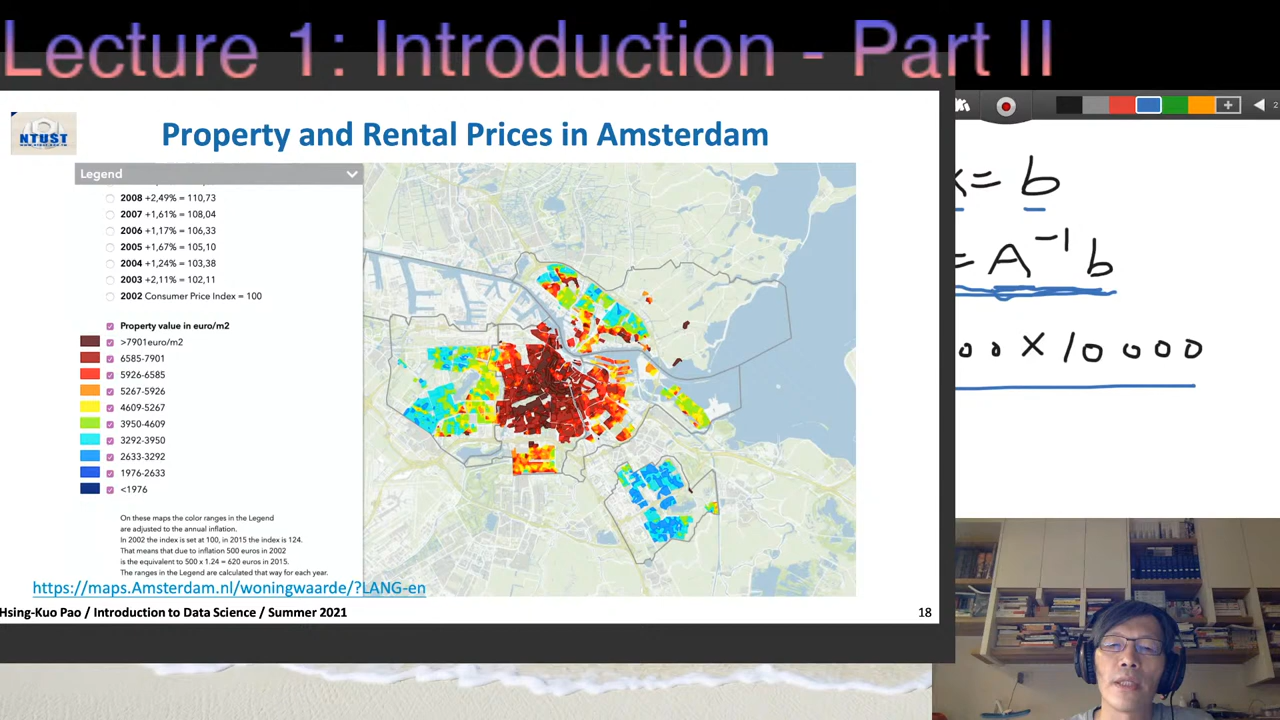 Lecture 1: Introduction - Part II
NTUST
Property and Rental Prices in Amsterdam
Legend
2008 +2,49% = 110,73
2007 +1,61% = 108,04
2006 +1,17% = 106,33
2005 +1,67% = 105,10
2004 +1,24% = 103,38
2003 +2,11% = 102,11
2002 Consumer Price Index = 100
Property value in euro/m2
>7901euro/m2
6585-7901
5926-6585
5267-5926
4609-5267
3950-4609
3292-3950
2633-3292
1976-2633
<1976
On these maps the color ranges in the Legend
are adjusted to the annual inflation.
In 2002 the index is set at 100, in 2015 the index is 124.
That means that due to inflation 500 euros in 2002
is the equivalent to 500 x 1.24 = 620 euros in 2015.
The ranges in the Legend are calculated that way for each year.
https://maps.Amsterdam.nl/woningwaarde/?LANG-en
Hsing-Kuo Pao / Introduction to Data Science / Summer 2021
18
2
x = b
= A⁻¹ b
00 x 10000